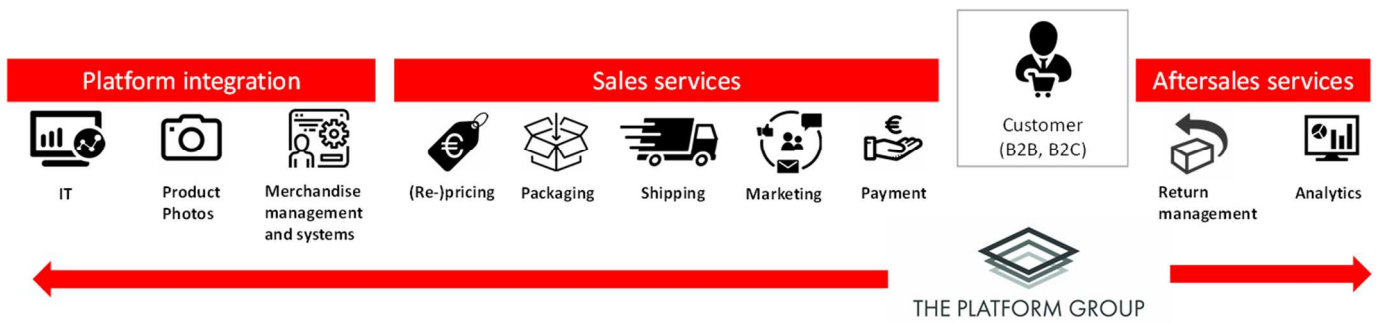 Platform integration
Sales services
Aftersales services
Customer
(B2B, B2C)
IT
Product
Photos
Merchandise
management
and systems
€
(Re-)pricing
Packaging
Shipping
Marketing
€
Payment
Return
management
Analytics
THE PLATFORM GROUP